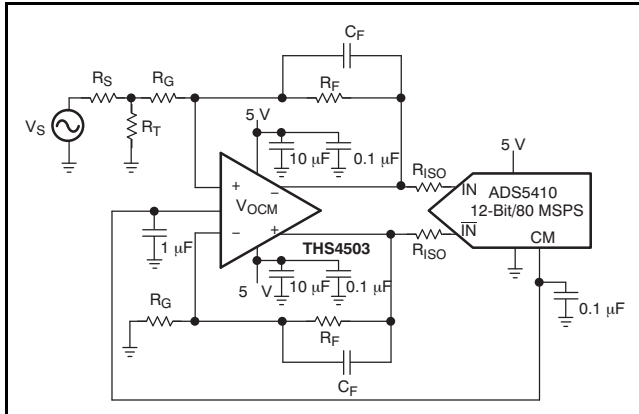 C_F
R_S
R_G
R_F
V_S
R_T
5 V
10 µF
0.1 µF
R_ISO
5 V
IN
ADS5410
12-Bit/80 MSPS
+
−
V_OCM
IN
CM
−
+
THS4503
R_ISO
1 µF
5 V
10 µF
0.1 µF
0.1 µF
R_G
R_F
C_F